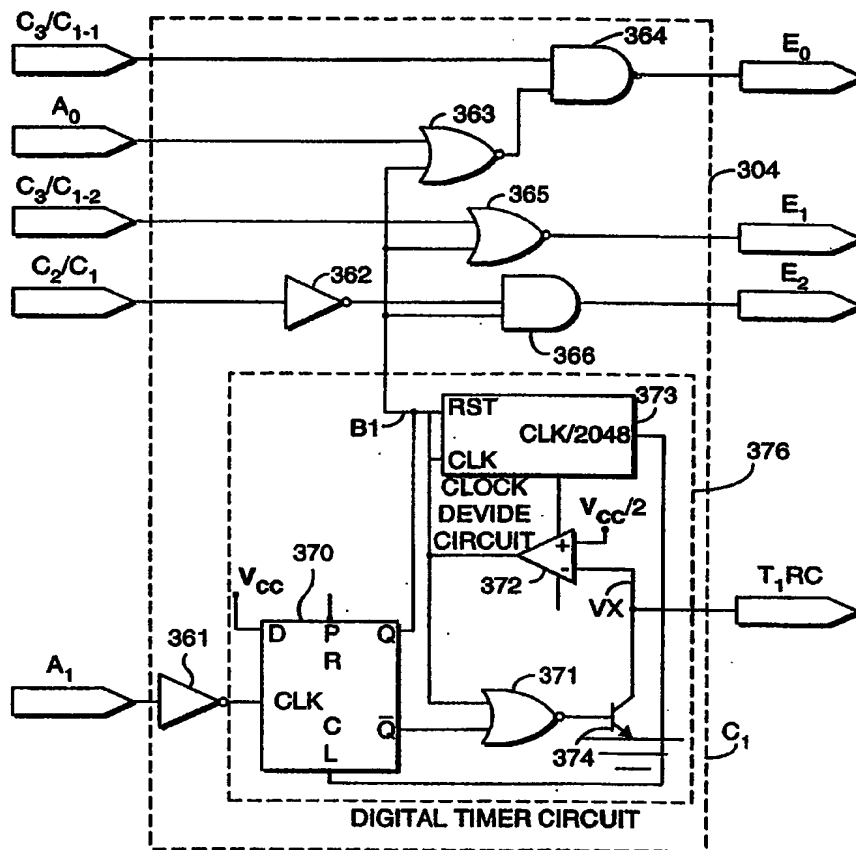 C3/C1-1
364
E0
A0
363
304
C3/C1-2
365
E1
C2/C1
362
E2
366
RST
373
B1
CLK/2048
376
CLK
CLOCK
DEVIDE
CIRCUIT
VCC/2
370
VCC
+
-
372
T1RC
VX
D
P
R
Q
361
371
A1
CLK
C
L
Q̅
374
C1
DIGITAL TIMER CIRCUIT